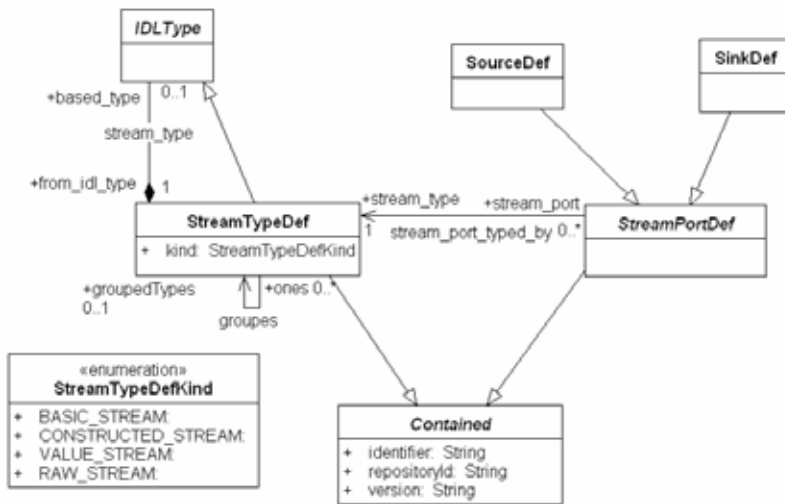 IDLType
SourceDef
SinkDef
+based_type
0..1
stream_type
+from_idl_type
1
StreamTypeDef
+ kind: StreamTypeDefKind
+stream_type
+stream_port
1
stream_port_typed_by
0..*
StreamPortDef
+groupedTypes
0..1
+ones 0..*
groupes
«enumeration»
StreamTypeDefKind
+ BASIC_STREAM:
+ CONSTRUCTED_STREAM:
+ VALUE_STREAM:
+ RAW_STREAM:
Contained
+ identifier: String
+ repositoryId: String
+ version: String